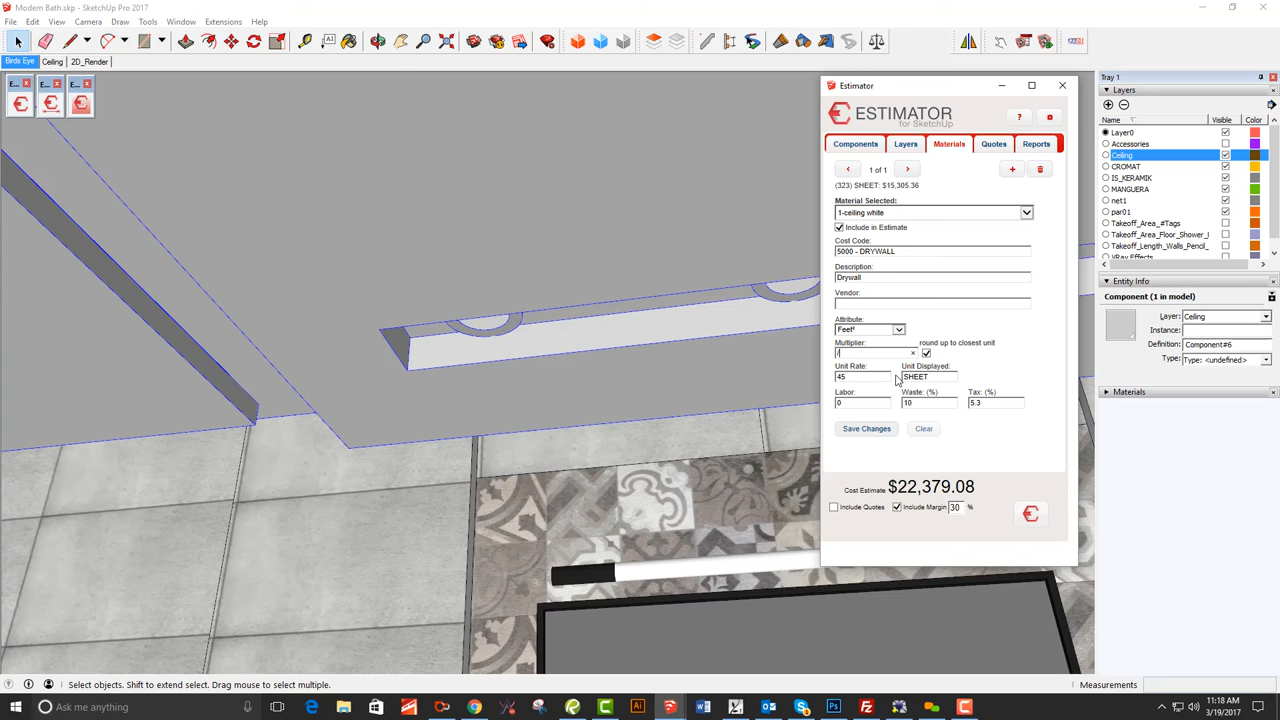 Modern Bath.skp - SketchUp Pro 2017
File Edit View Camera Draw Tools Window Extensions Help
Birds Eye Ceiling 2D_Render
E... E... E...
Estimator
ESTIMATOR
for SketchUp
?
Components Layers Materials Quotes Reports
< 1 of 1 > +
(323) SHEET: $15,305.36
Material Selected:
1-ceiling white
Include in Estimate
Cost Code:
5000 - DRYWALL
Description:
Drywall
Vendor:
Attribute:
Feet²
Multiplier: round up to closest unit
/ ×
Unit Rate: Unit Displayed:
45 SHEET
Labor: Waste: (%) Tax: (%)
0 10 5.3
Save Changes Clear
Cost Estimate $22,379.08
Include Quotes Include Margin 30 %
Tray 1
Layers
Name Visible Color
Layer0
Accessories
Ceiling
CROMAT
IS_KERAMIK
MANGUERA
net1
par01
Takeoff_Area_#Tags
Takeoff_Area_Floor_Shower_
Takeoff_Length_Walls_Pencil_
VRay Effects
Entity Info
Component (1 in model)
Layer: Ceiling
Instance:
Definition: Component#6
Type: Type: <undefined>
Materials
Select objects. Shift to extend select. Drag mouse to select multiple.
Measurements
Ask me anything
11:18 AM
3/19/2017